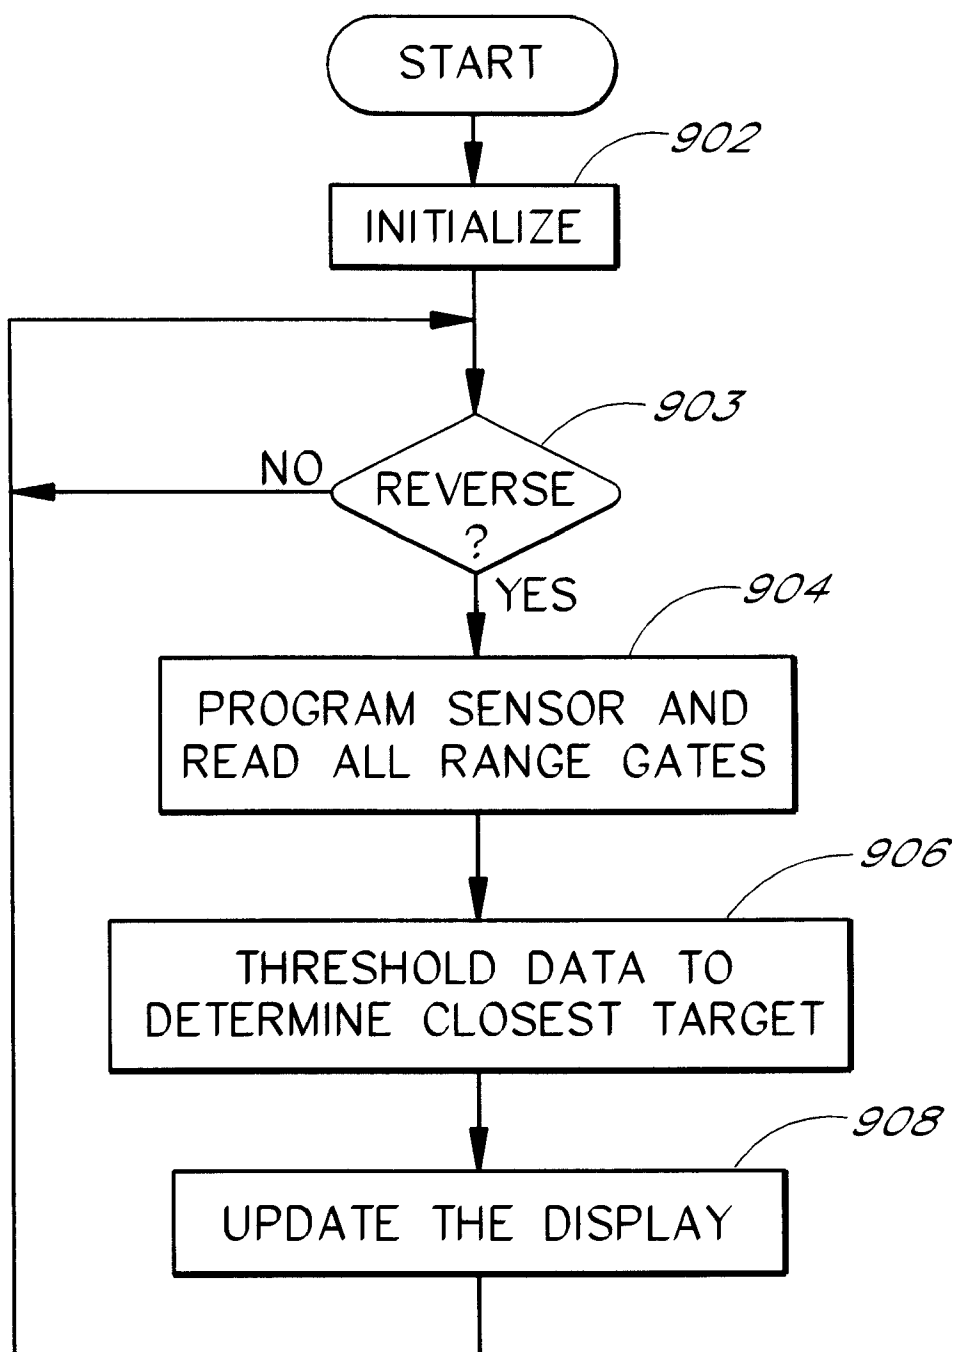 START
902
INITIALIZE
903
NO
REVERSE
?
YES
904
PROGRAM SENSOR AND
READ ALL RANGE GATES
906
THRESHOLD DATA TO
DETERMINE CLOSEST TARGET
908
UPDATE THE DISPLAY